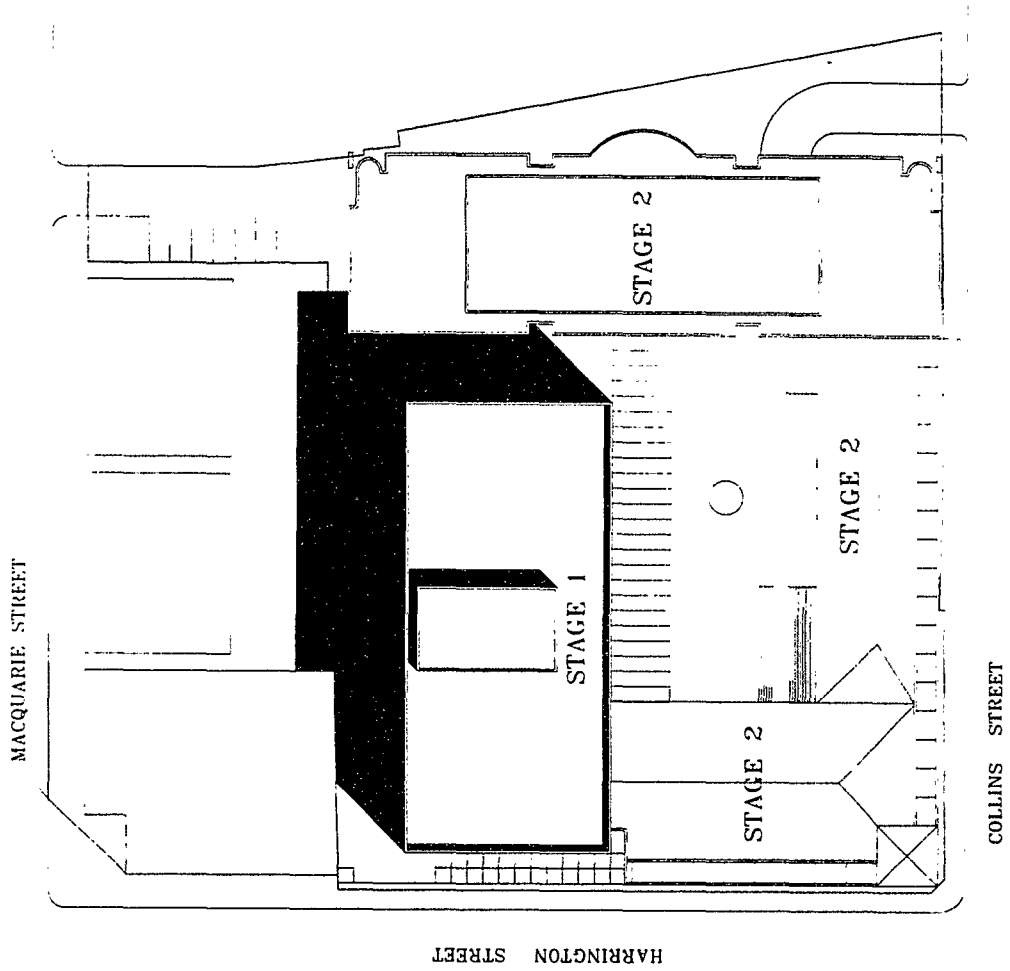 STAGE 2
STAGE 2
STAGE 1
STAGE 2
MACQUARIE STREET
COLLINS STREET
HARRINGTON STREET